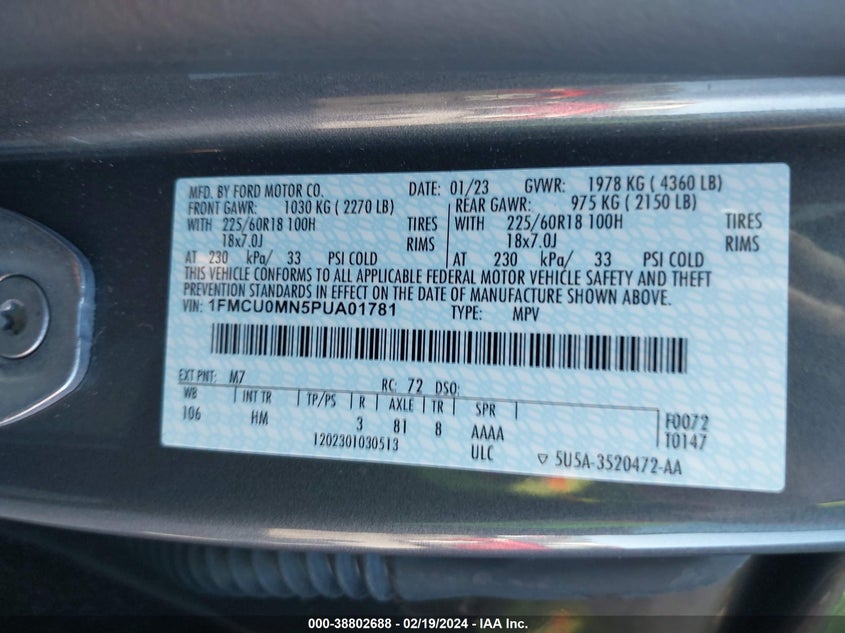 MFD. BY FORD MOTOR CO. DATE: 01/23 GVWR: 1978 KG ( 4360 LB)
FRONT GAWR: 1030 KG ( 2270 LB) REAR GAWR: 975 KG ( 2150 LB)
WITH 225/60R18 100H TIRES WITH 225/60R18 100H TIRES
18x7.0J RIMS 18x7.0J RIMS
AT 230 kPa/ 33 PSI COLD AT 230 kPa/ 33 PSI COLD
THIS VEHICLE CONFORMS TO ALL APPLICABLE FEDERAL MOTOR VEHICLE SAFETY AND THEFT
PREVENTION STANDARDS IN EFFECT ON THE DATE OF MANUFACTURE SHOWN ABOVE.
VIN: 1FMCU0MN5PUA01781 TYPE: MPV
EXT PNT: M7 RC: 72 DSO:
WB INT TR TP/PS R AXLE TR SPR
106 HM 3 81 8 AAAA F0072
ULC T0147
1202301030513 ▽ 5U5A-3520472-AA
000-38802688 - 02/19/2024 - IAA Inc.